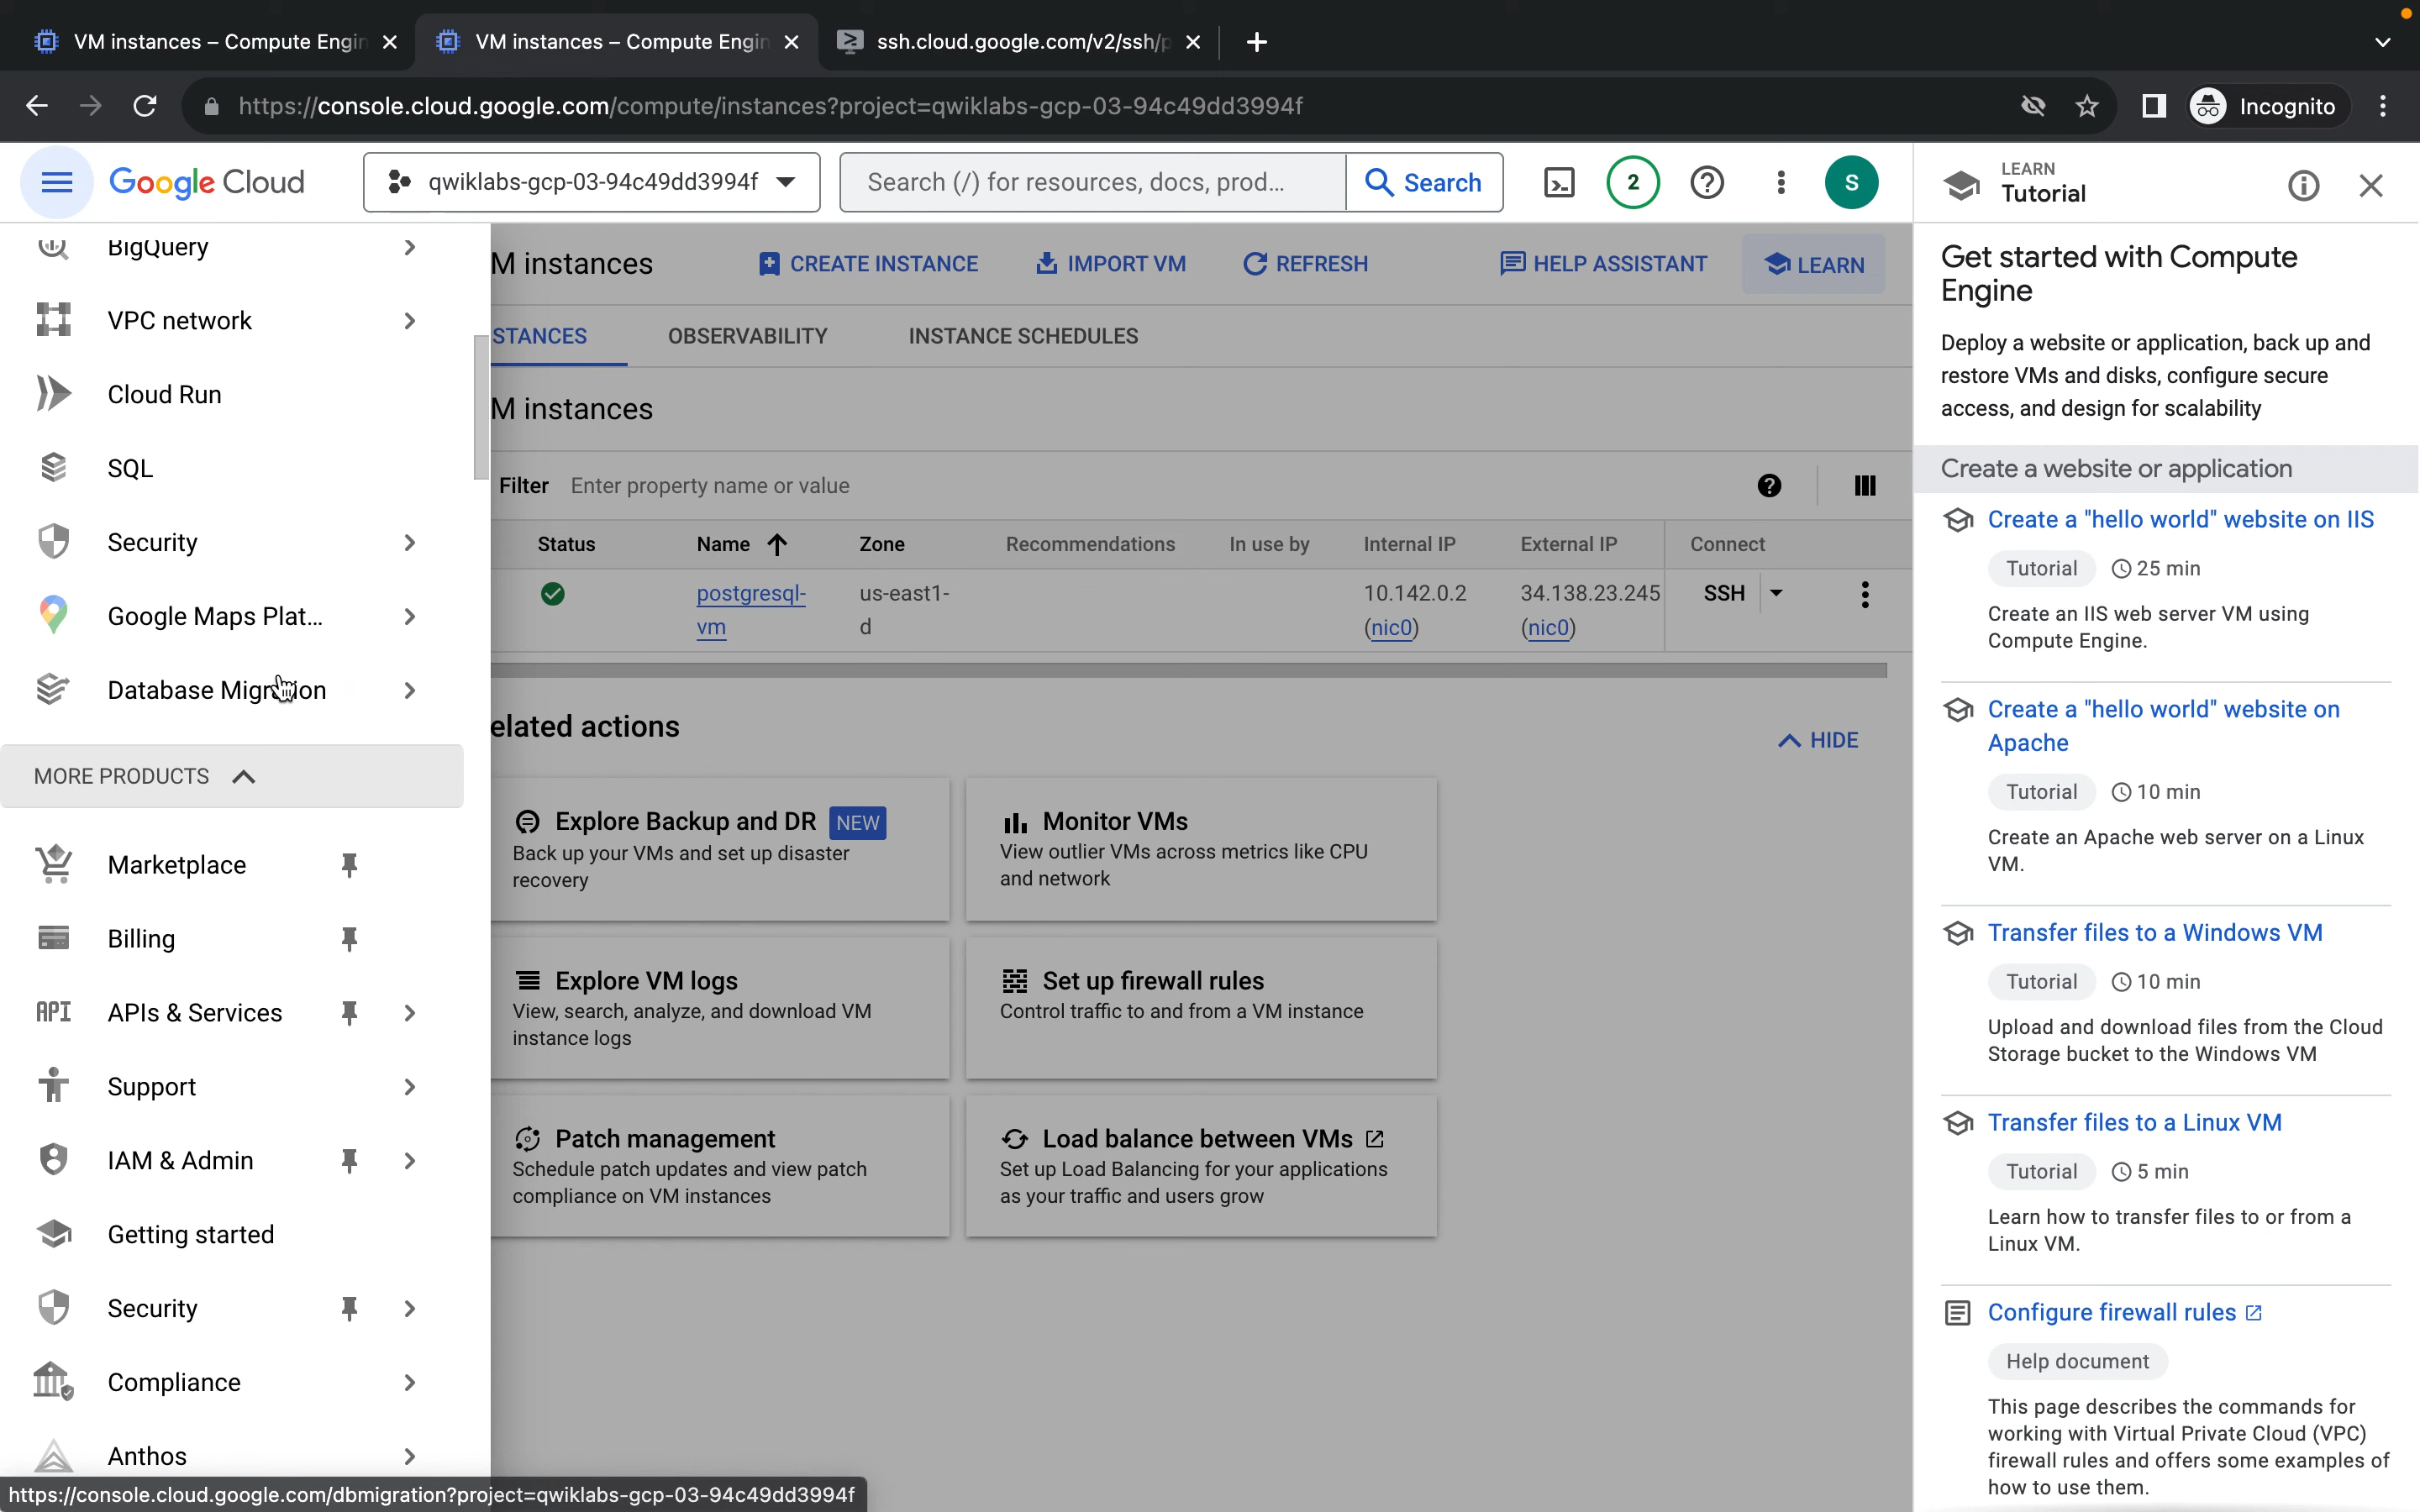 VM instances – Compute Engin
VM instances – Compute Engin
ssh.cloud.google.com/v2/ssh/p
https://console.cloud.google.com/compute/instances?project=qwiklabs-gcp-03-94c49dd3994f
Incognito
Google Cloud
qwiklabs-gcp-03-94c49dd3994f
Search (/) for resources, docs, prod...
Search
2
S
LEARN
Tutorial
BigQuery
VPC network
Cloud Run
SQL
Security
Google Maps Plat...
Database Migration
MORE PRODUCTS
Marketplace
Billing
API APIs & Services
Support
IAM & Admin
Getting started
Security
Compliance
Anthos
https://console.cloud.google.com/dbmigration?project=qwiklabs-gcp-03-94c49dd3994f
M instances
CREATE INSTANCE
IMPORT VM
REFRESH
HELP ASSISTANT
LEARN
STANCES
OBSERVABILITY
INSTANCE SCHEDULES
M instances
Filter Enter property name or value
Status Name Zone Recommendations In use by Internal IP External IP Connect
postgresql- us-east1- 10.142.0.2 34.138.23.245 SSH
vm d (nic0) (nic0)
elated actions
HIDE
Explore Backup and DR NEW
Back up your VMs and set up disaster
recovery
Monitor VMs
View outlier VMs across metrics like CPU
and network
Explore VM logs
View, search, analyze, and download VM
instance logs
Set up firewall rules
Control traffic to and from a VM instance
Patch management
Schedule patch updates and view patch
compliance on VM instances
Load balance between VMs
Set up Load Balancing for your applications
as your traffic and users grow
Get started with Compute
Engine
Deploy a website or application, back up and
restore VMs and disks, configure secure
access, and design for scalability
Create a website or application
Create a "hello world" website on IIS
Tutorial 25 min
Create an IIS web server VM using
Compute Engine.
Create a "hello world" website on
Apache
Tutorial 10 min
Create an Apache web server on a Linux
VM.
Transfer files to a Windows VM
Tutorial 10 min
Upload and download files from the Cloud
Storage bucket to the Windows VM
Transfer files to a Linux VM
Tutorial 5 min
Learn how to transfer files to or from a
Linux VM.
Configure firewall rules
Help document
This page describes the commands for
working with Virtual Private Cloud (VPC)
firewall rules and offers some examples of
how to use them.